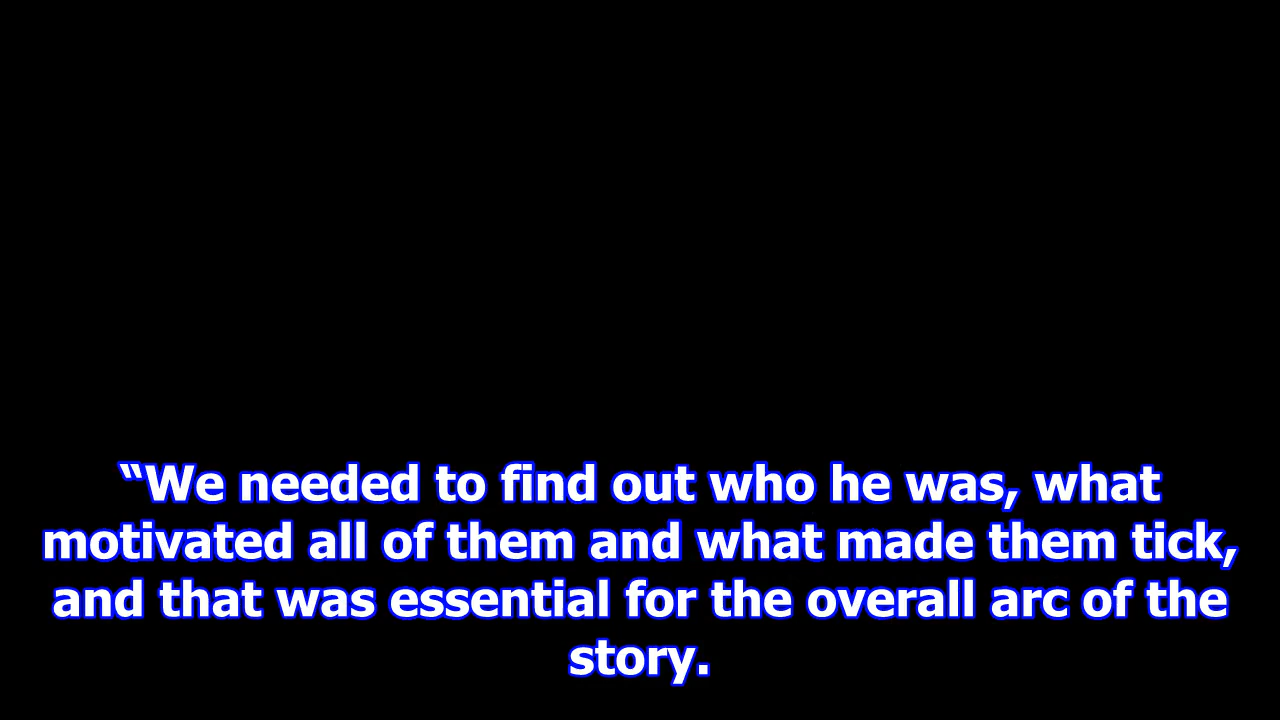 “We needed to find out who he was, what
motivated all of them and what made them tick,
and that was essential for the overall arc of the
story.